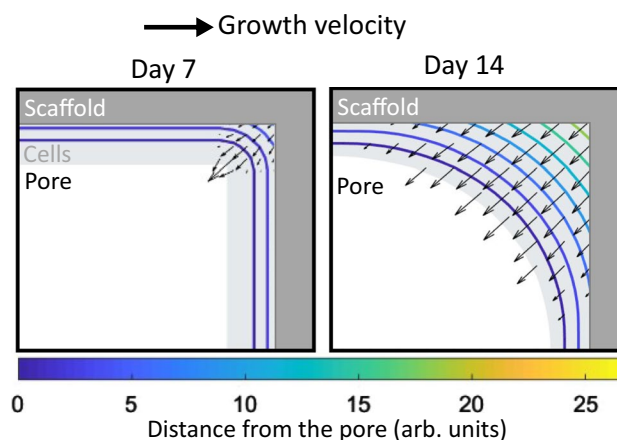 Growth velocity
Day 7
Day 14
Scaffold
Cells
Pore
Scaffold
Pore
0 5 10 15 20 25
Distance from the pore (arb. units)